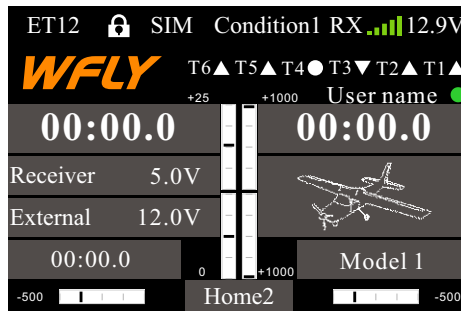 ET12 SIM Condition1 RX 12.9V
WFLY T6▲ T5▲ T4● T3▼ T2▲ T1▲
+25 +1000 User name
00:00.0 00:00.0
Receiver 5.0V
External 12.0V
00:00.0 0 +1000 Model 1
-500 Home2 -500